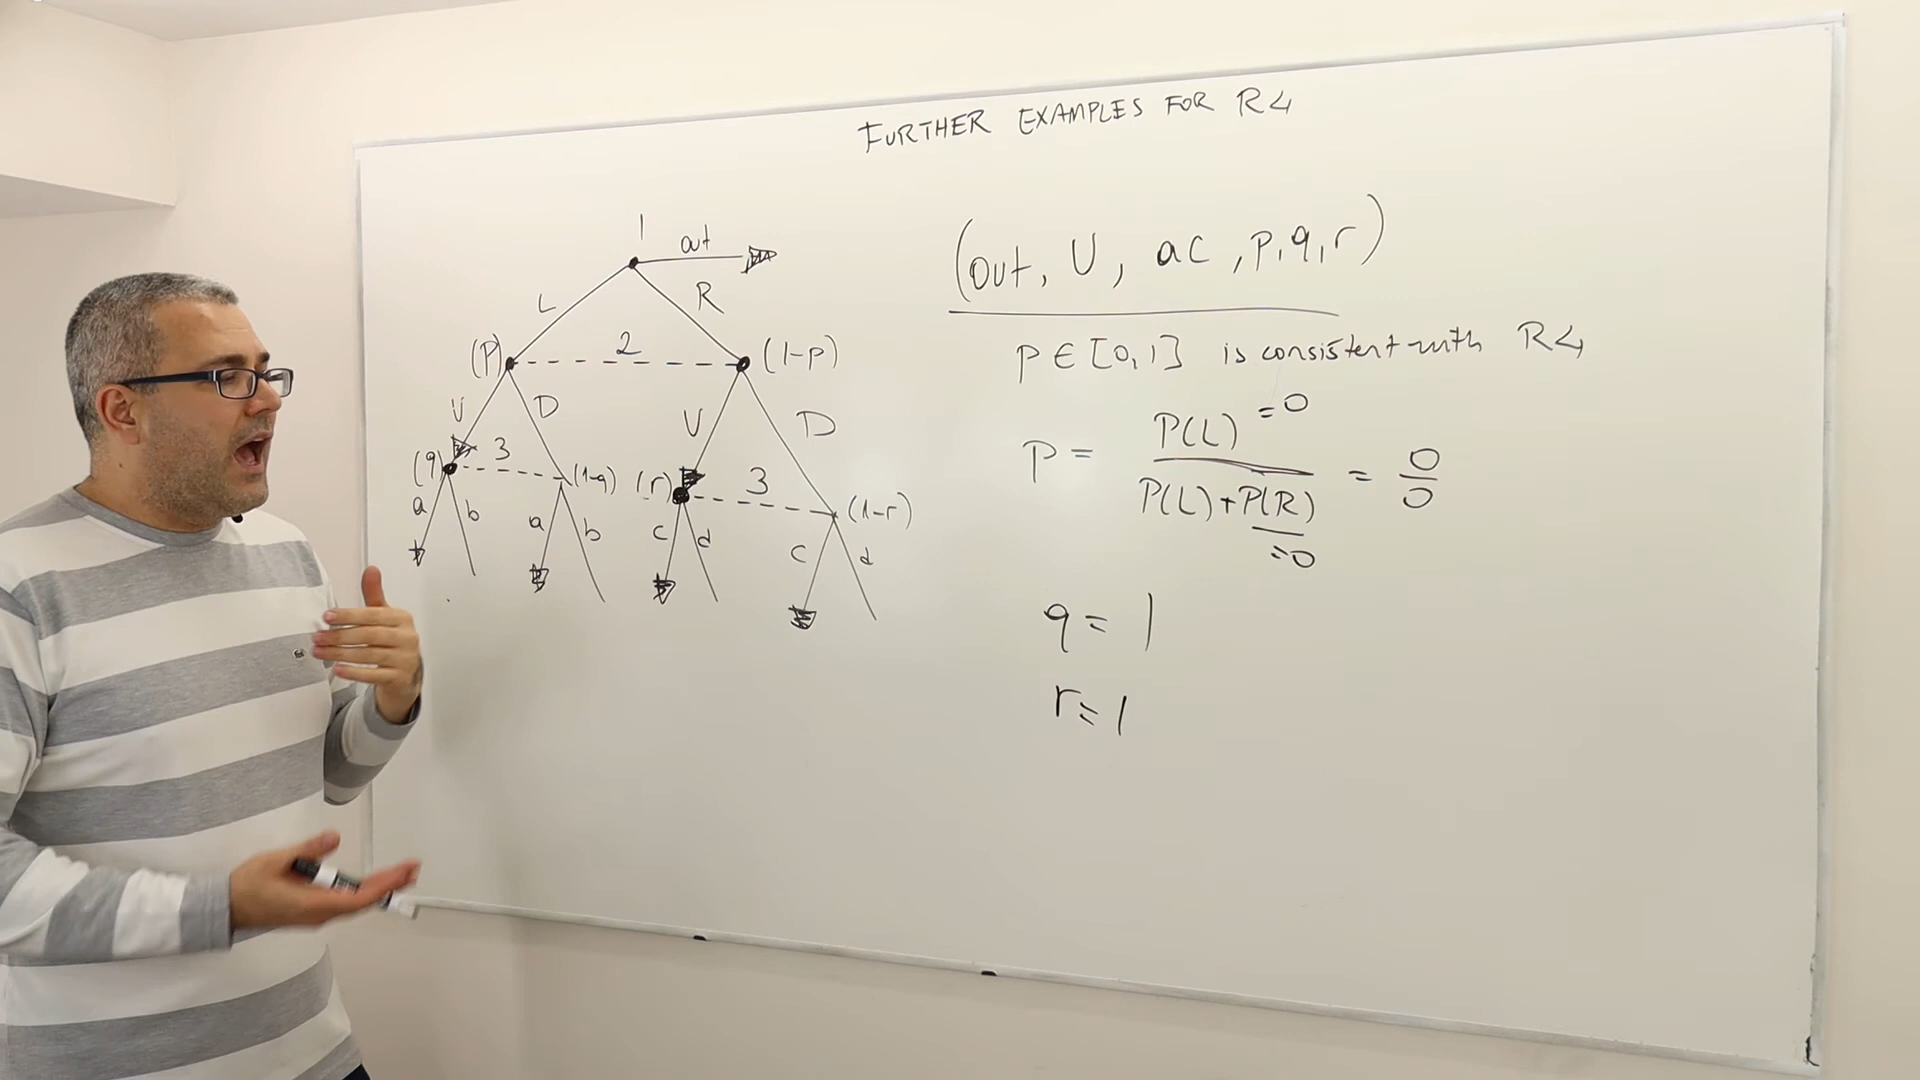 FURTHER EXAMPLES FOR R4
1 out
L R
(p) 2 (1-p)
U D U D
(q) 3 (1-q) (r) 3 (1-r)
a b a b c d c d
(out, U, ac, p, q, r)
p ∈ [0,1] is consistent with R4
p = P(L) = 0 / P(L)+P(R) = 0 = 0/0
q = 1
r = 1